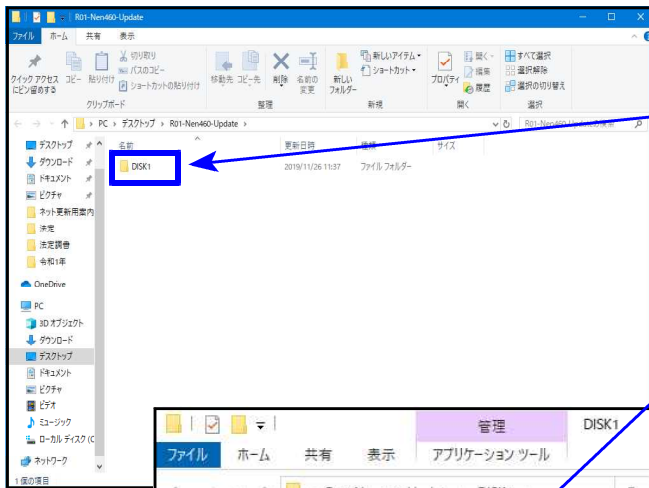 R01-Nen460-Update
ファイル ホーム 共有 表示
クイック アクセス にピン留めする
コピー 貼り付け
切り取り
パスのコピー
ショートカットの貼り付け
クリップボード
移動先 コピー先 削除 名前の変更
整理
新しいフォルダー
新しいアイテム
ショートカット
新規
プロパティ
開く
編集
履歴
開く
すべて選択
選択解除
選択の切り替え
選択
PC › デスクトップ › R01-Nen460-Update ›
R01-Nen460-Updateの検索
名前 更新日時 種類 サイズ
DISK1 2019/11/26 11:37 ファイル フォルダー
デスクトップ
ダウンロード
ドキュメント
ピクチャ
ネット更新用案内
法定
法定調書
令和1年
OneDrive
PC
3D オブジェクト
ダウンロード
デスクトップ
ドキュメント
ピクチャ
ビデオ
ミュージック
ローカル ディスク (C
ネットワーク
1 個の項目
管理 DISK1
ファイル ホーム 共有 表示 アプリケーション ツール